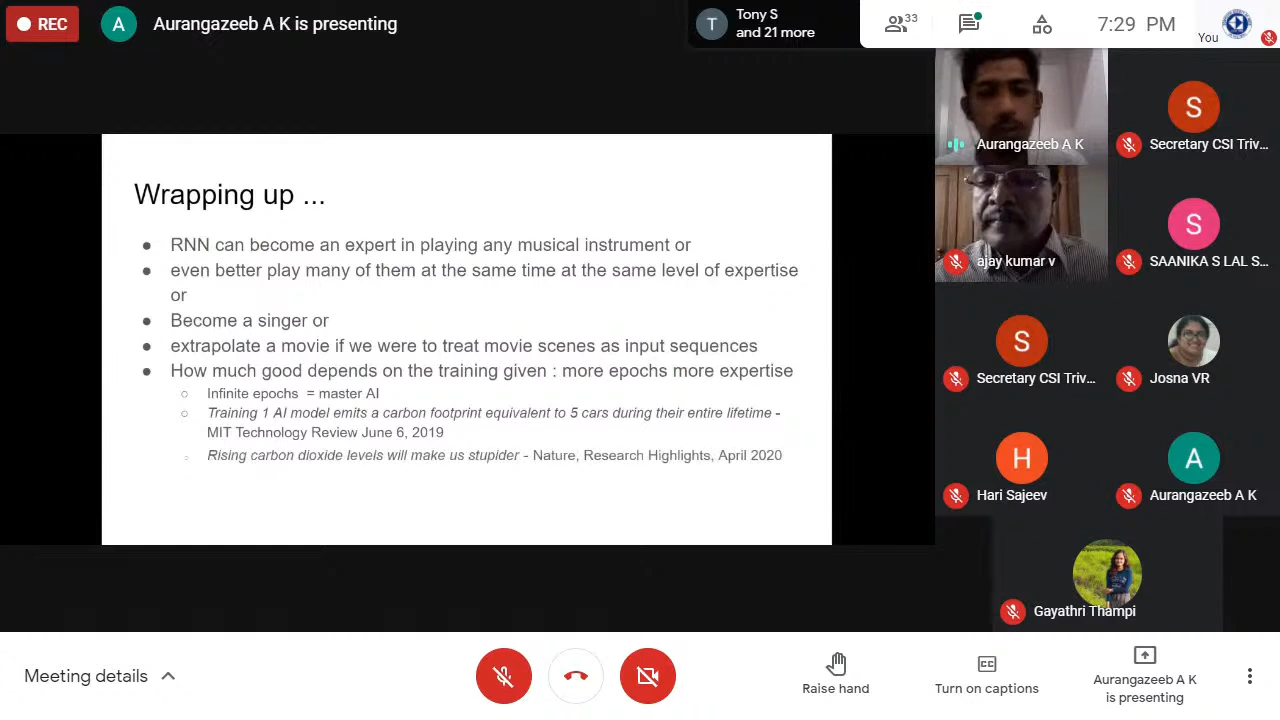 REC
A
Aurangazeeb A K is presenting
T
Tony S
and 21 more
33
7:29 PM
You
Wrapping up ...
● RNN can become an expert in playing any musical instrument or
● even better play many of them at the same time at the same level of expertise
or
● Become a singer or
● extrapolate a movie if we were to treat movie scenes as input sequences
● How much good depends on the training given : more epochs more expertise
○ Infinite epochs = master AI
○ Training 1 AI model emits a carbon footprint equivalent to 5 cars during their entire lifetime -
MIT Technology Review June 6, 2019
○ Rising carbon dioxide levels will make us stupider - Nature, Research Highlights, April 2020
Aurangazeeb A K
S
Secretary CSI Triv...
ajay kumar v
S
SAANIKA S LAL S...
S
Secretary CSI Triv...
Josna VR
H
Hari Sajeev
A
Aurangazeeb A K
Gayathri Thampi
Meeting details
Raise hand
CC
Turn on captions
Aurangazeeb A K
is presenting